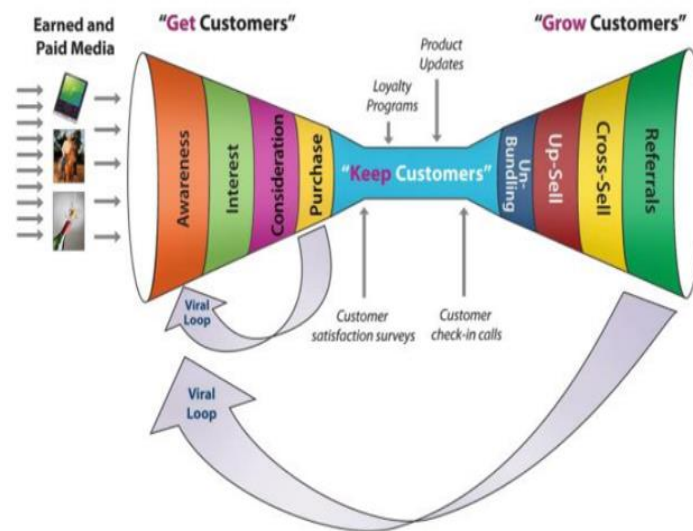 Earned and
Paid Media
"Get Customers"
"Grow Customers"
Product
Updates
Loyalty
Programs
Awareness
Interest
Consideration
Purchase
"Keep Customers"
Un-
Bundling
Up-Sell
Cross-Sell
Referrals
Viral
Loop
Customer
satisfaction surveys
Customer
check-in calls
Viral
Loop